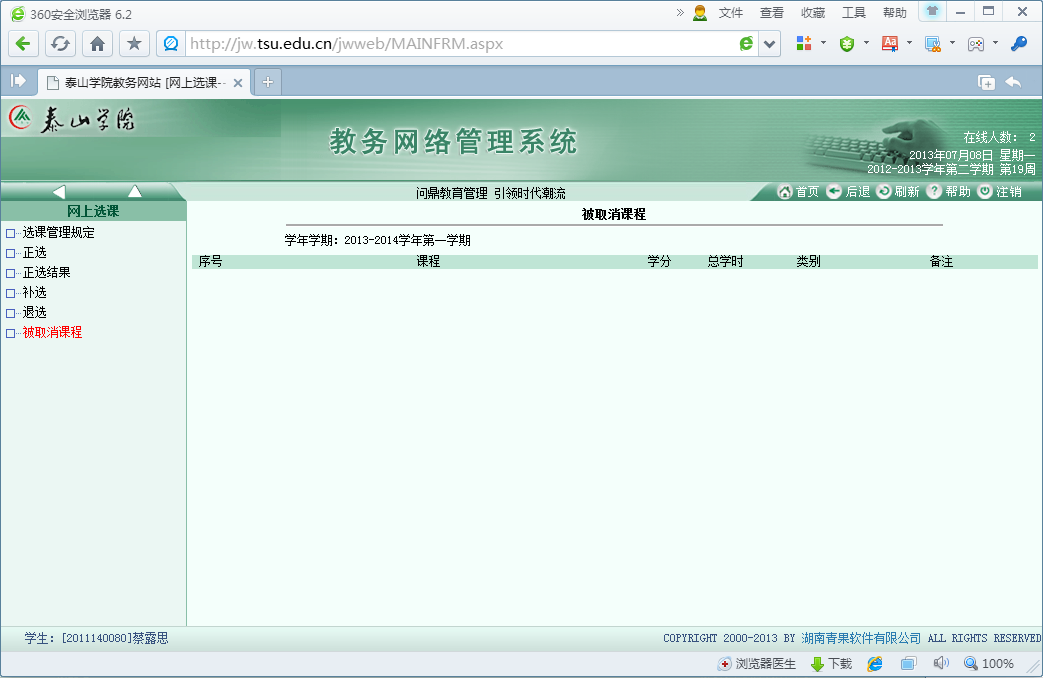 360安全浏览器 6.2
» 文件 查看 收藏 工具 帮助
http://jw.tsu.edu.cn/jwweb/MAINFRM.aspx
泰山学院教务网站 [网上选课--
泰山学院
教务网络管理系统
在线人数： 2
2013年07月08日 星期一
2012-2013学年第二学期 第19周
问鼎教育管理 引领时代潮流
首页 后退 刷新 帮助 注销
网上选课
选课管理规定
正选
正选结果
补选
退选
被取消课程
被取消课程
学年学期：2013-2014学年第一学期
序号 课程 学分 总学时 类别 备注
学生：[2011140080]蔡露思
COPYRIGHT 2000-2013 BY 湖南青果软件有限公司 ALL RIGHTS RESERVED
浏览器医生 下载 100%